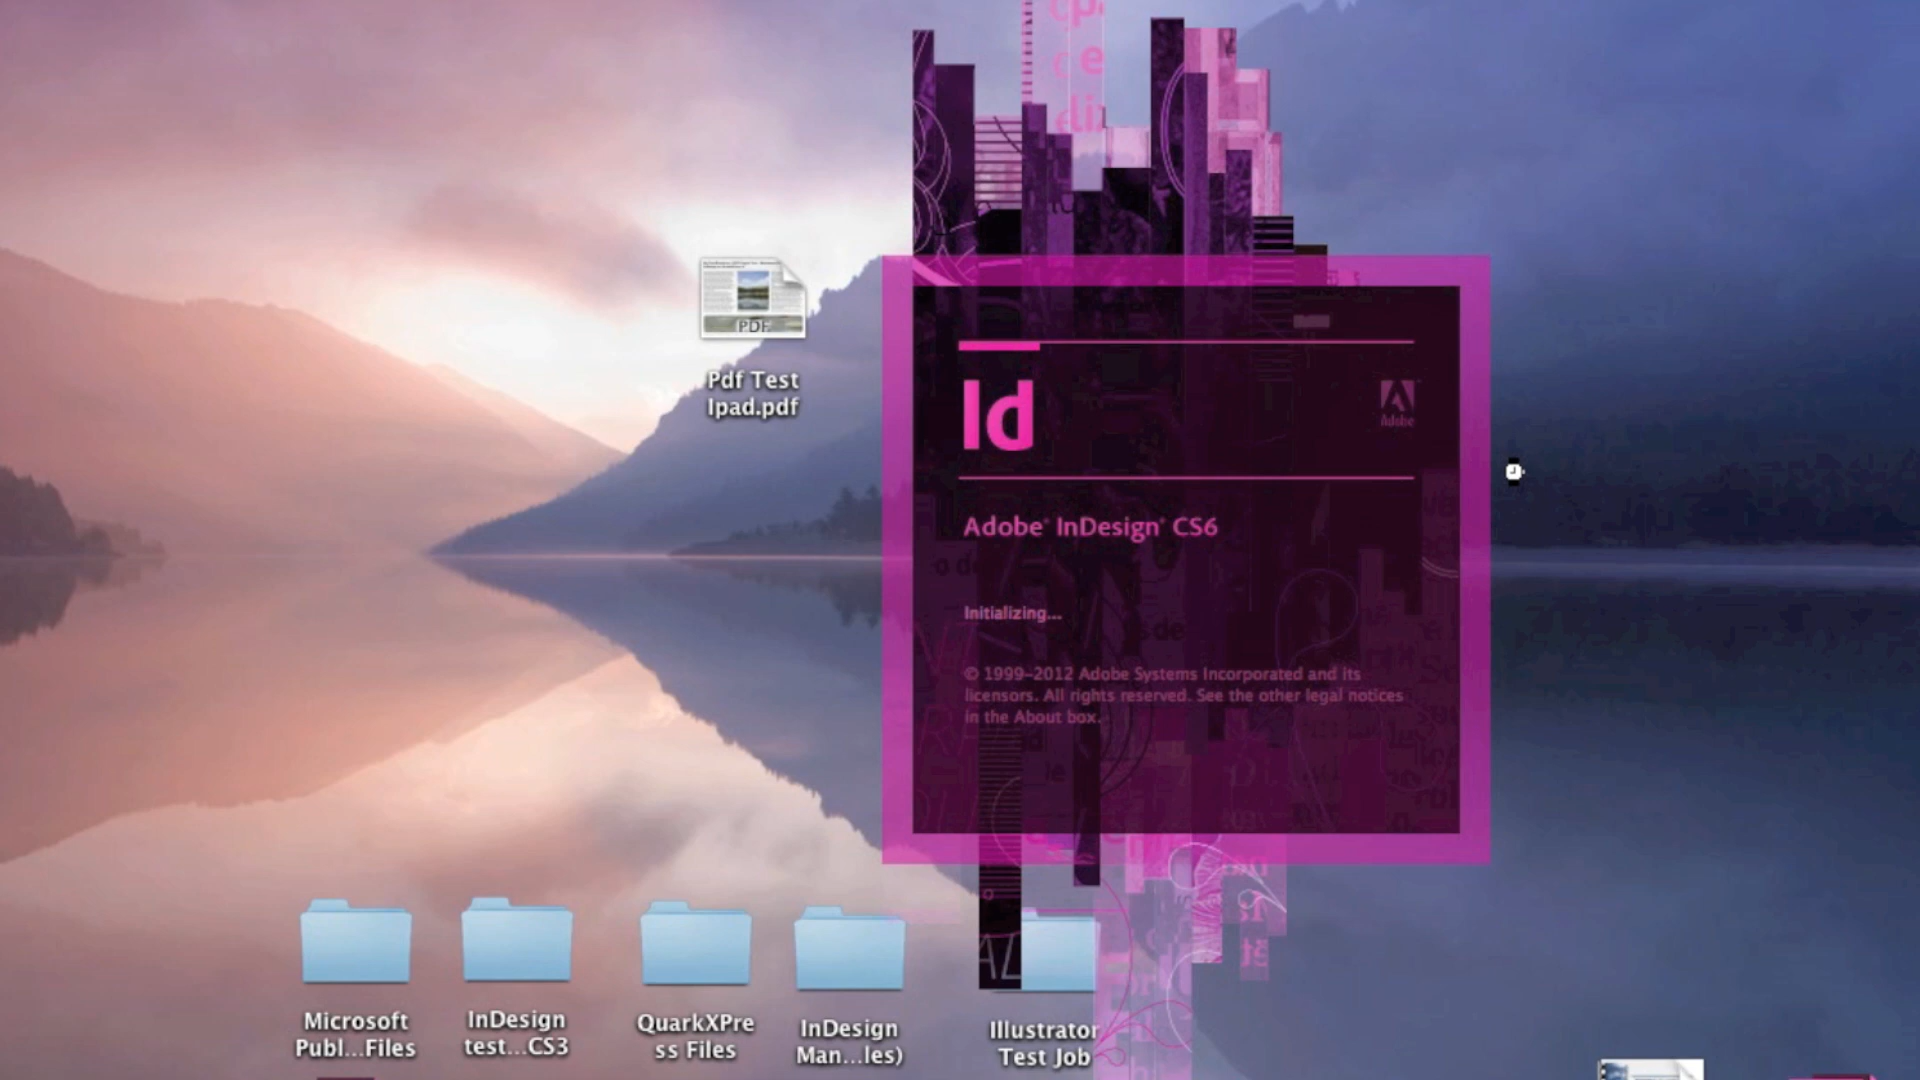 PDF
Pdf Test
Ipad.pdf
Id
Adobe
Adobe InDesign CS6
Initializing...
© 1999–2012 Adobe Systems Incorporated and its
licensors. All rights reserved. See the other legal notices
in the About box.
Microsoft
Publ...Files
InDesign
test...CS3
QuarkXPre
ss Files
InDesign
Man...les)
Illustrator
Test Job